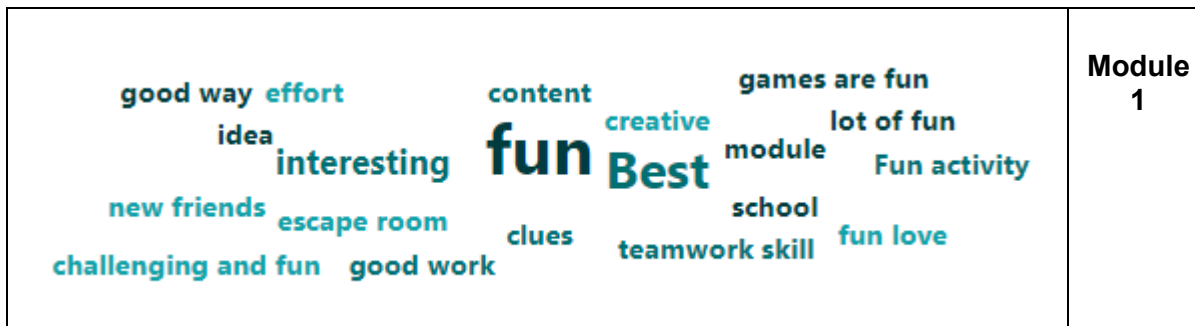 good way effort content games are fun
idea interesting fun creative Best module lot of fun Fun activity
new friends escape room clues school fun love
challenging and fun good work teamwork skill
Module
1